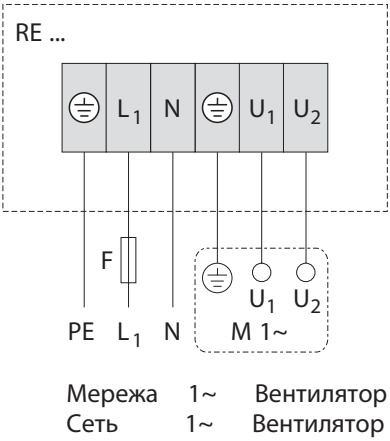 RE ...
L₁ N U₁ U₂
F
U₁ U₂
PE L₁ N M 1~
Мережа 1~ Вентилятор
Сеть 1~ Вентилятор